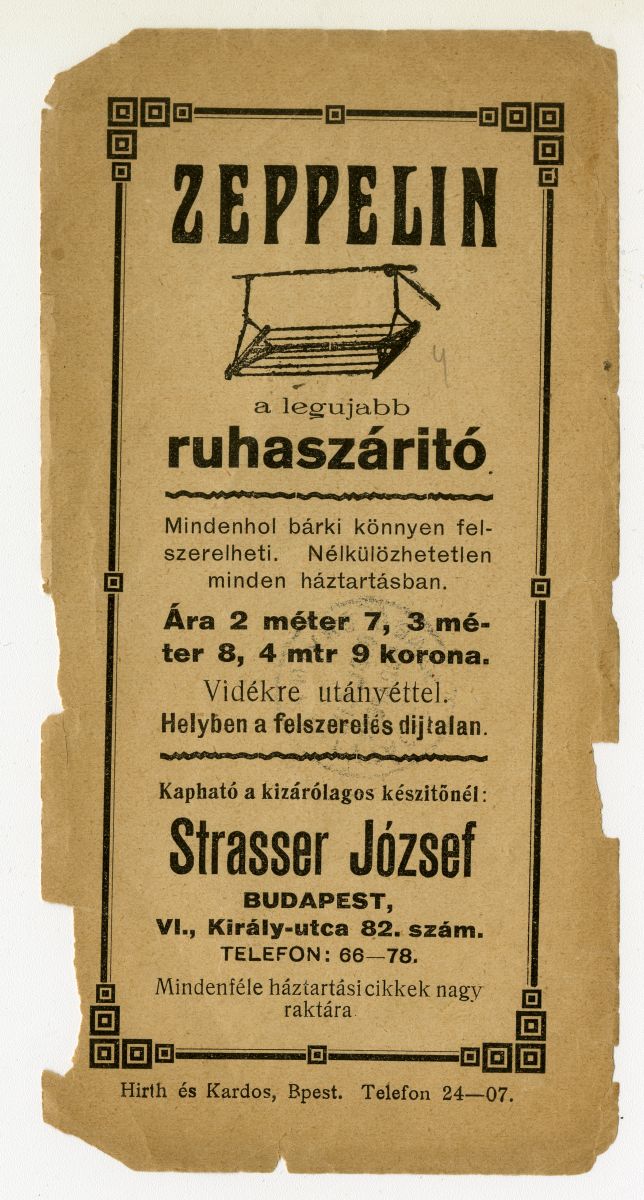 ZEPPELIN
4
a legujabb
ruhaszáritó.
Mindenhol bárki könnyen fel-
szerelheti. Nélkülözhetetlen
minden háztartásban.
Ára 2 méter 7, 3 mé-
ter 8, 4 mtr 9 korona.
Vidékre utánvéttel.
Helyben a felszerelés dijtalan.
Kapható a kizárólagos készitőnél:
Strasser József
BUDAPEST,
VI., Király-utca 82. szám.
TELEFON: 66—78.
Mindenféle háztartási cikkek nagy
raktára
Hirth és Kardos, Bpest. Telefon 24—07.